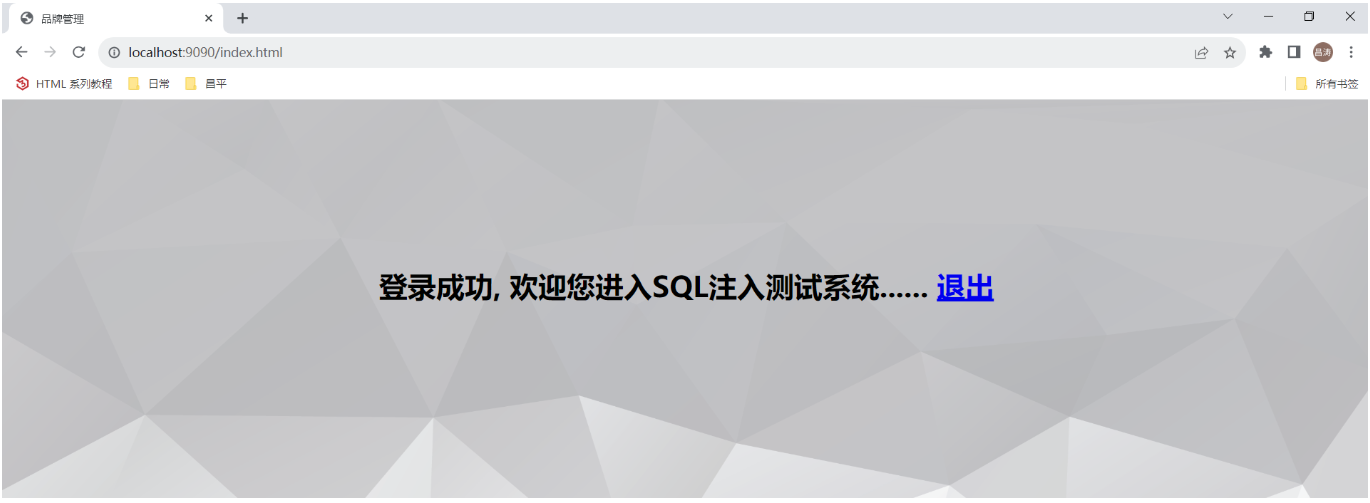 品牌管理
localhost:9090/index.html
昌涛
HTML 系列教程 日常 昌平 所有书签
登录成功, 欢迎您进入SQL注入测试系统...... 退出